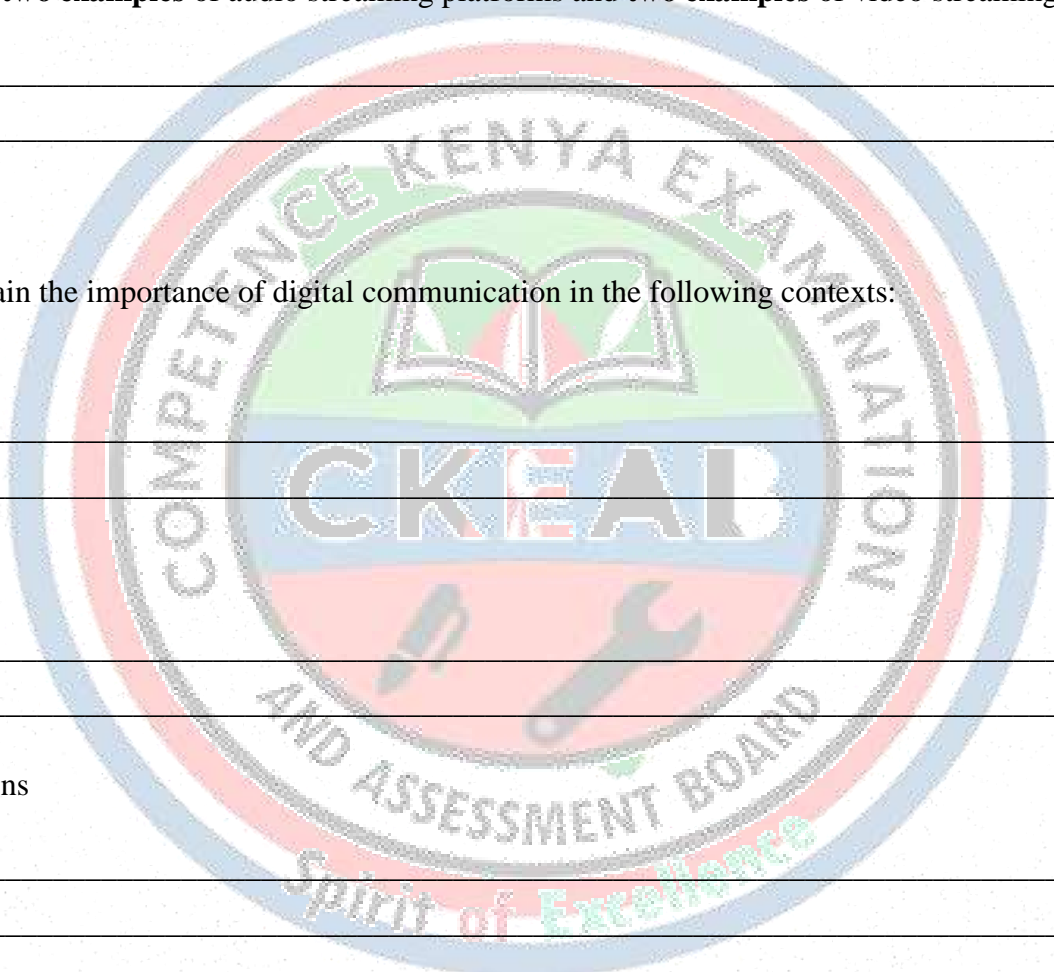 two examples of audio streaming platforms and two examples of video streaming
COMPETENCE KENYA EXAMINATION
ain the importance of digital communication in the following contexts:
CKEAB
AND ASSESSMENT BOARD
ns
Spirit of Excellence